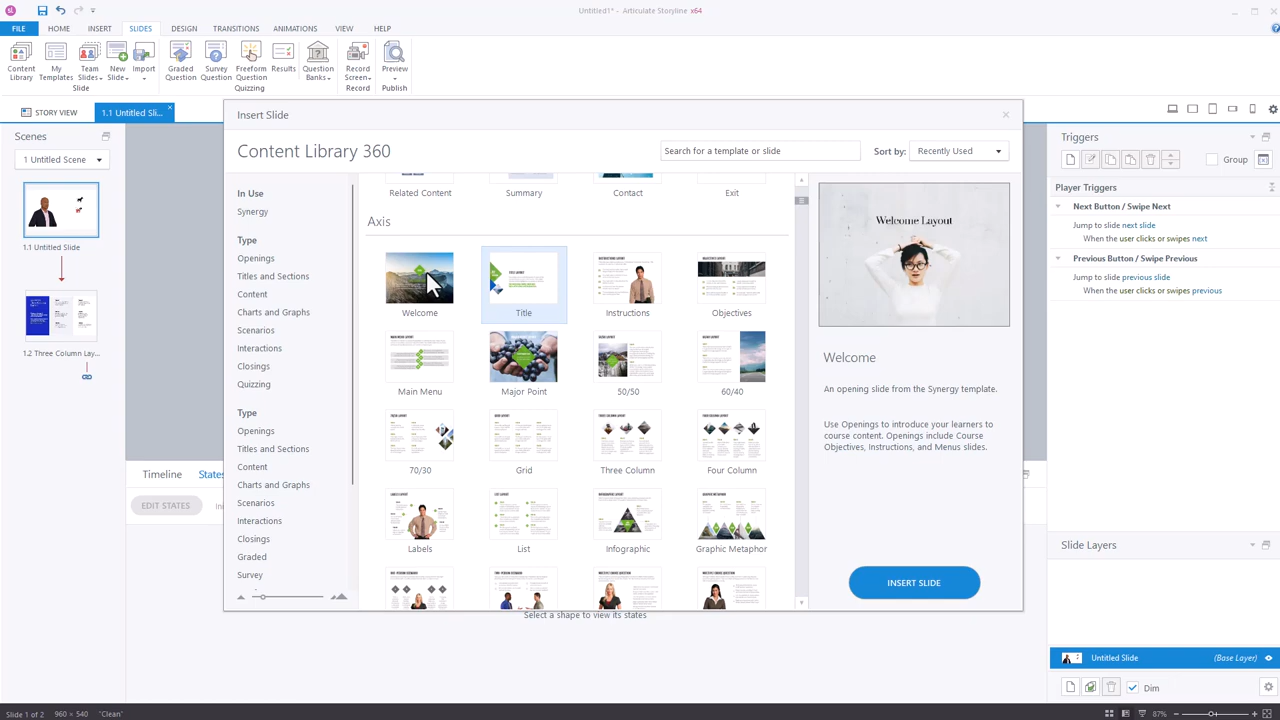 Untitled1* - Articulate Storyline x64
FILE HOME INSERT SLIDES DESIGN TRANSITIONS ANIMATIONS VIEW HELP
Content Library
My Templates
Team Slides
New Slide
Import
Graded Question
Survey Question
Freeform Question
Results
Question Banks
Record Screen
Preview
Slide Quizzing Record Publish
STORY VIEW
1.1 Untitled Sli...
Scenes
1 Untitled Scene
1.1 Untitled Slide
.2 Three Column Lay...
Insert Slide
Content Library 360
Search for a template or slide
Sort by: Recently Used
In Use
Synergy
Type
Openings
Titles and Sections
Content
Charts and Graphs
Scenarios
Interactions
Closings
Quizzing
Type
Openings
Titles and Sections
Content
Charts and Graphs
Scenarios
Interactions
Closings
Graded
Survey
Related Content Summary Contact Exit
Axis
Welcome Title Instructions Objectives
Main Menu Major Point 50/50 60/40
70/30 Grid Three Column Four Column
Labels List Infographic Graphic Metaphor
Welcome Layout
Welcome
An opening slide from the Synergy template.
Use Openings to introduce your learners to
your content. Openings include Course
Objectives, Instructions, and Menus slides.
INSERT SLIDE
Timeline States
EDIT STATES
Select a shape to view its states
Triggers
Group
Player Triggers
Next Button / Swipe Next
Jump to slide next slide
When the user clicks or swipes next
Previous Button / Swipe Previous
Jump to slide previous slide
When the user clicks or swipes previous
Slide Layers
Untitled Slide (Base Layer)
Dim
Slide 1 of 2 960 × 540 "Clean" 87%